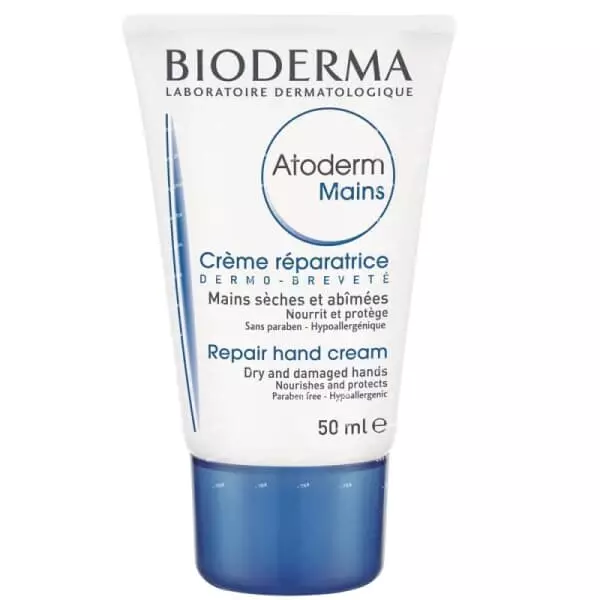 BIODERMA
LABORATOIRE DERMATOLOGIQUE
Atoderm
Mains
Crème réparatrice
DERMO-BREVETÉ
Mains sèches et abîmées
Nourrit et protège
Sans paraben - Hypoallergénique
Repair hand cream
Dry and damaged hands
Nourishes and protects
Paraben free - Hypoallergenic
50 ml e